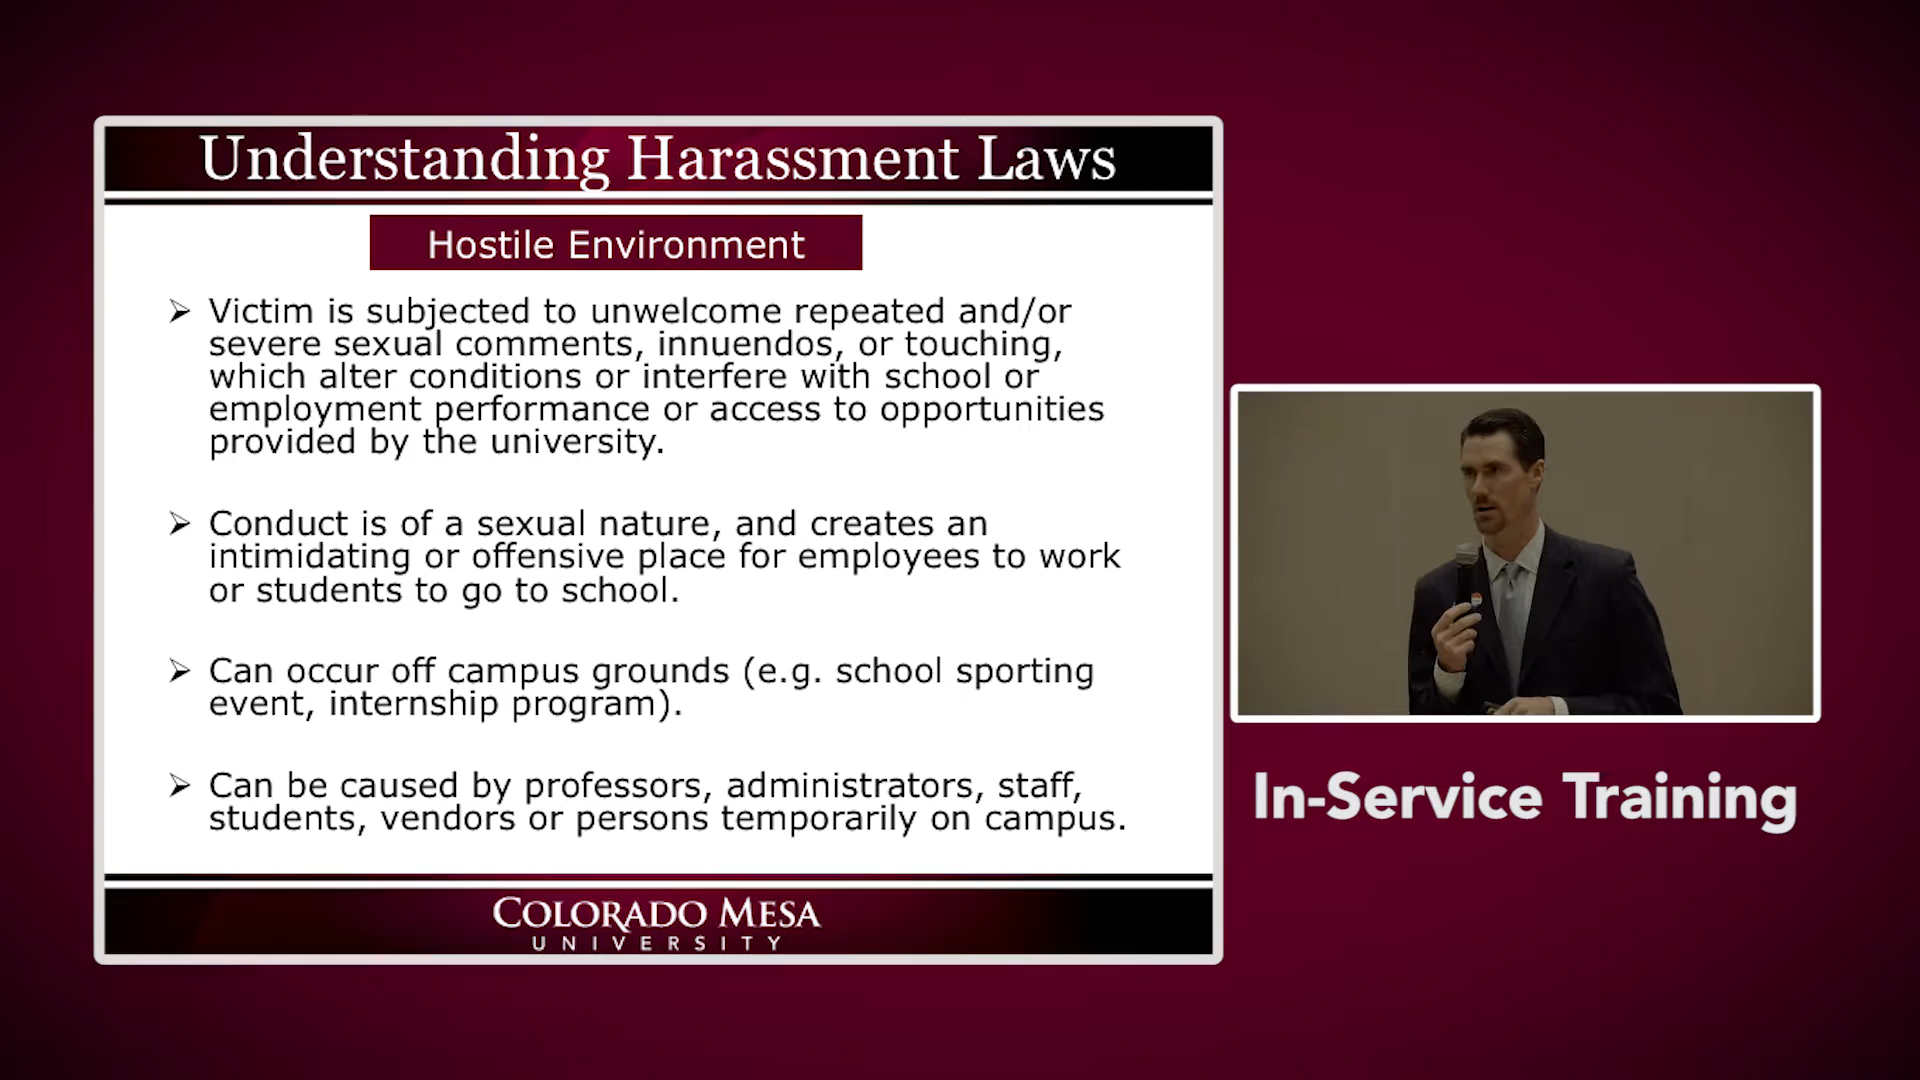 Understanding Harassment Laws
Hostile Environment
Victim is subjected to unwelcome repeated and/or
severe sexual comments, innuendos, or touching,
which alter conditions or interfere with school or
employment performance or access to opportunities
provided by the university.
Conduct is of a sexual nature, and creates an
intimidating or offensive place for employees to work
or students to go to school.
Can occur off campus grounds (e.g. school sporting
event, internship program).
Can be caused by professors, administrators, staff,
students, vendors or persons temporarily on campus.
COLORADO MESA
UNIVERSITY
In-Service Training